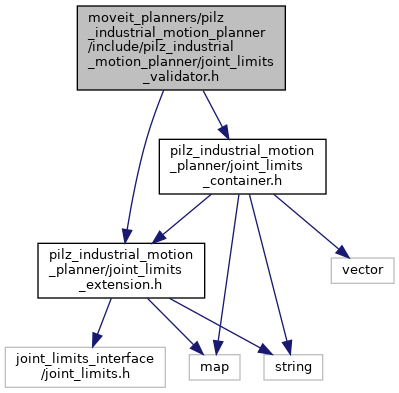 moveit_planners/pilz
_industrial_motion_planner
/include/pilz_industrial
_motion_planner/joint_limits
_validator.h
pilz_industrial_motion
_planner/joint_limits
_container.h
pilz_industrial_motion
_planner/joint_limits
_extension.h
vector
joint_limits_interface
/joint_limits.h
map
string